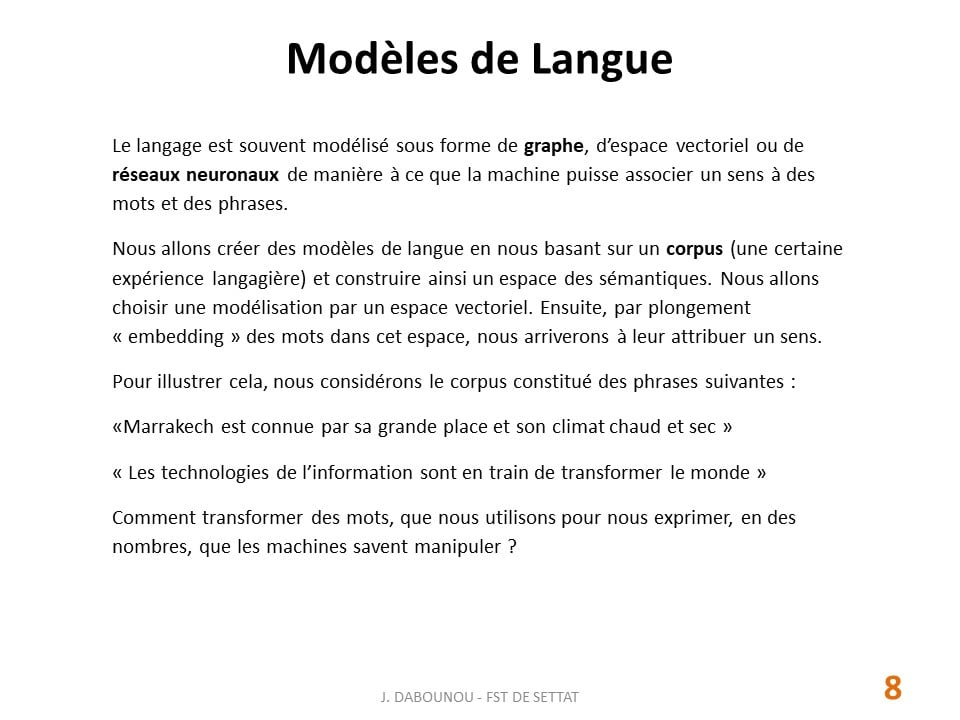 Modèles de Langue
Le langage est souvent modélisé sous forme de graphe, d’espace vectoriel ou de
réseaux neuronaux de manière à ce que la machine puisse associer un sens à des
mots et des phrases.
Nous allons créer des modèles de langue en nous basant sur un corpus (une certaine
expérience langagière) et construire ainsi un espace des sémantiques. Nous allons
choisir une modélisation par un espace vectoriel. Ensuite, par plongement
« embedding » des mots dans cet espace, nous arriverons à leur attribuer un sens.
Pour illustrer cela, nous considérons le corpus constitué des phrases suivantes :
«Marrakech est connue par sa grande place et son climat chaud et sec »
« Les technologies de l’information sont en train de transformer le monde »
Comment transformer des mots, que nous utilisons pour nous exprimer, en des
nombres, que les machines savent manipuler ?
J. DABOUNOU - FST DE SETTAT
8